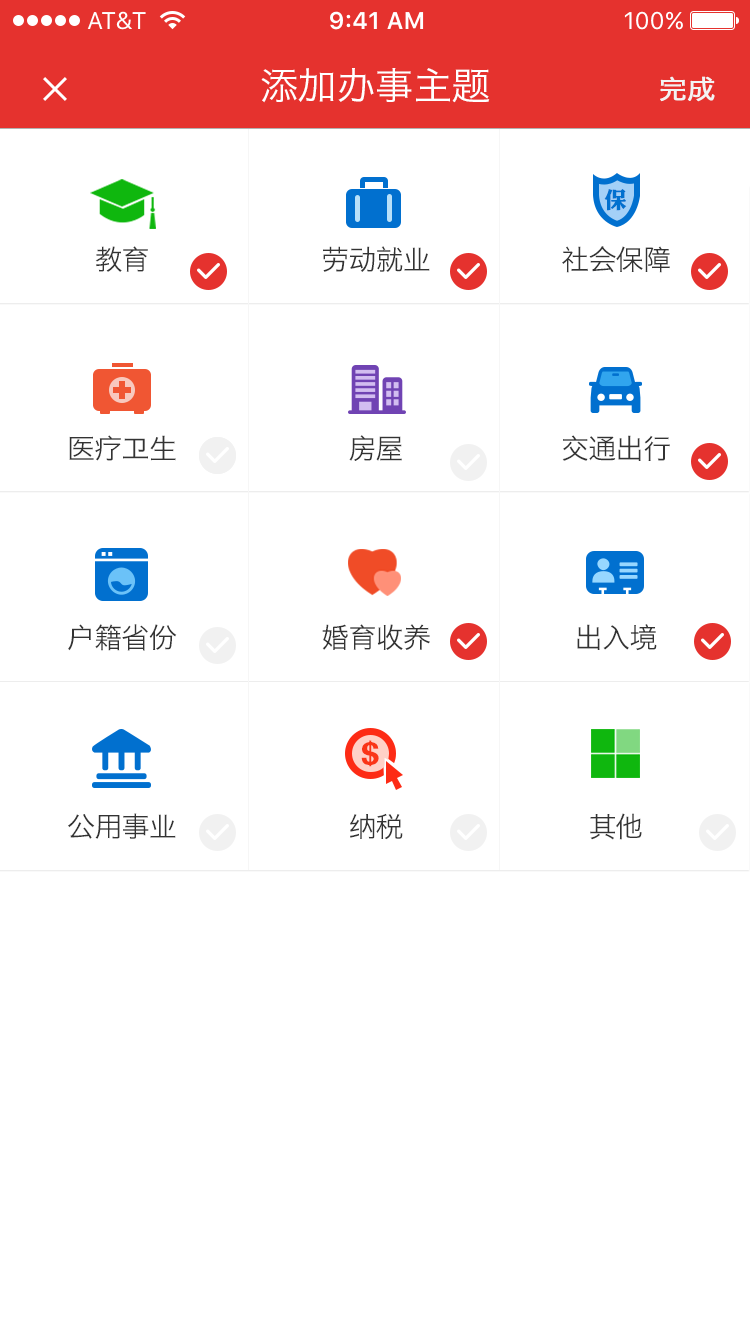 AT&T 9:41 AM 100%
添加办事主题 完成
保
教育 劳动就业 社会保障
医疗卫生 房屋 交通出行
户籍省份 婚育收养 出入境
$
公用事业 纳税 其他